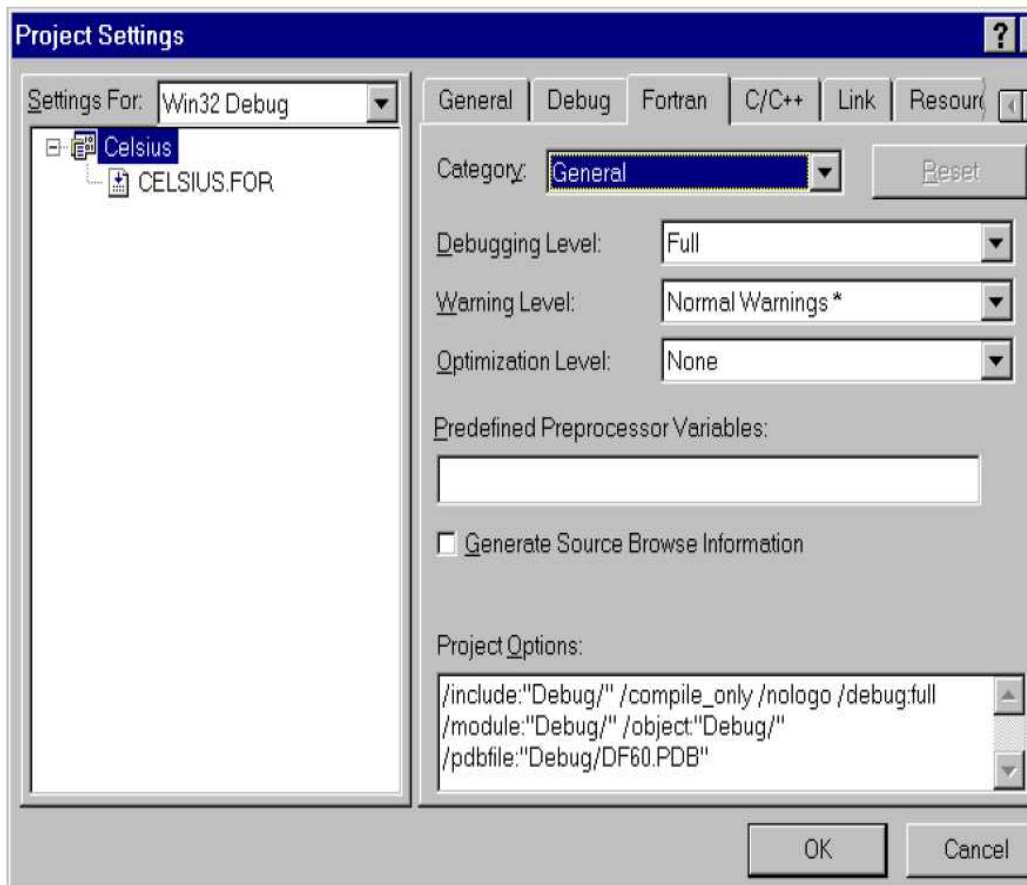 Project Settings
?
Settings For: Win32 Debug
Celsius
CELSIUS.FOR
General Debug Fortran C/C++ Link
Category: General Reset
Debugging Level: Full
Warning Level: Normal Warnings *
Optimization Level: None
Predefined Preprocessor Variables:
Generate Source Browse Information
Project Options:
/include:"Debug/" /compile_only /nologo /debug:full
/module:"Debug/" /object:"Debug/"
/pdbfile:"Debug/DF60.PDB"
OK Cancel